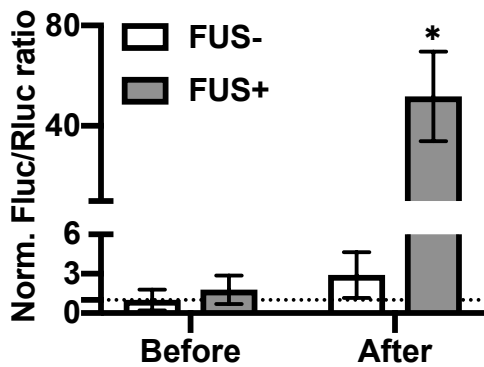 Norm. Fluc/Rluc ratio
80
40
6
3
0
FUS-
FUS+
*
Before
After